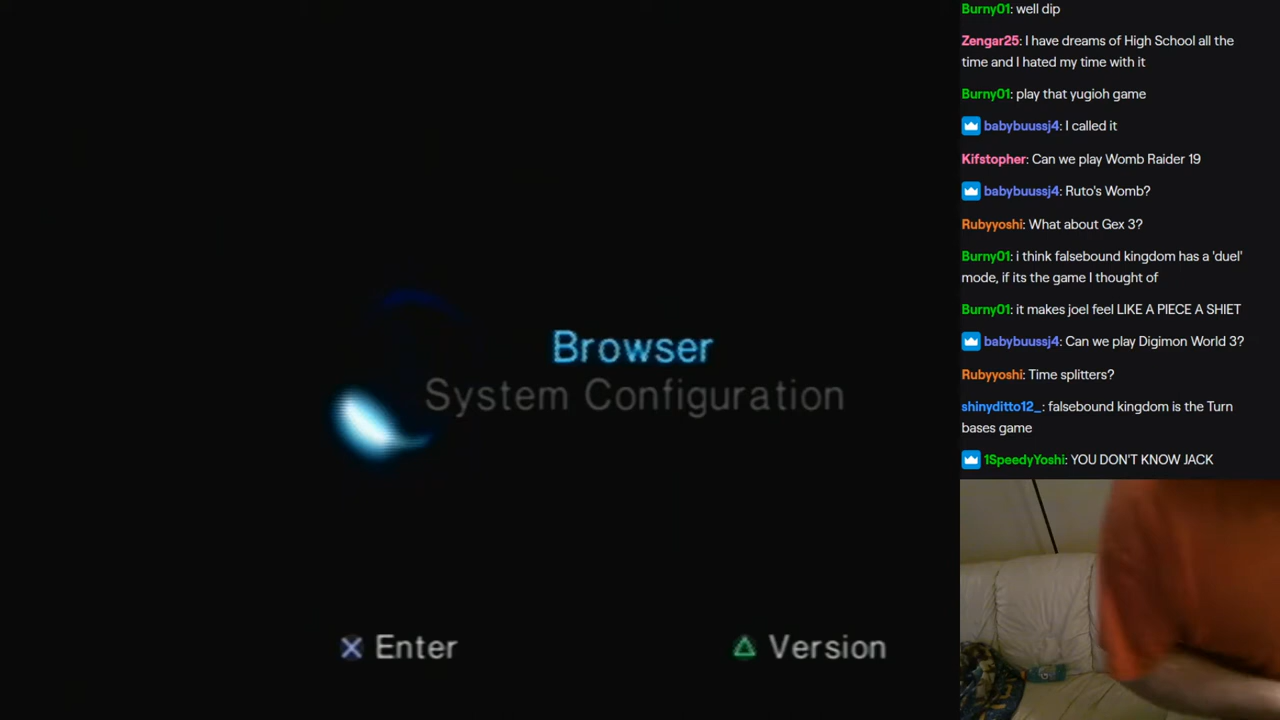 Browser
System Configuration
Enter
Version
Burny01: well dip
Zengar25: I have dreams of High School all the
time and I hated my time with it
Burny01: play that yugioh game
babybuussj4: I called it
Kifstopher: Can we play Womb Raider 19
babybuussj4: Ruto's Womb?
Rubyyoshi: What about Gex 3?
Burny01: i think falsebound kingdom has a 'duel'
mode, if its the game I thought of
Burny01: it makes joel feel LIKE A PIECE A SHIET
babybuussj4: Can we play Digimon World 3?
Rubyyoshi: Time splitters?
shinyditto12_: falsebound kingdom is the Turn
bases game
1SpeedyYoshi: YOU DON'T KNOW JACK